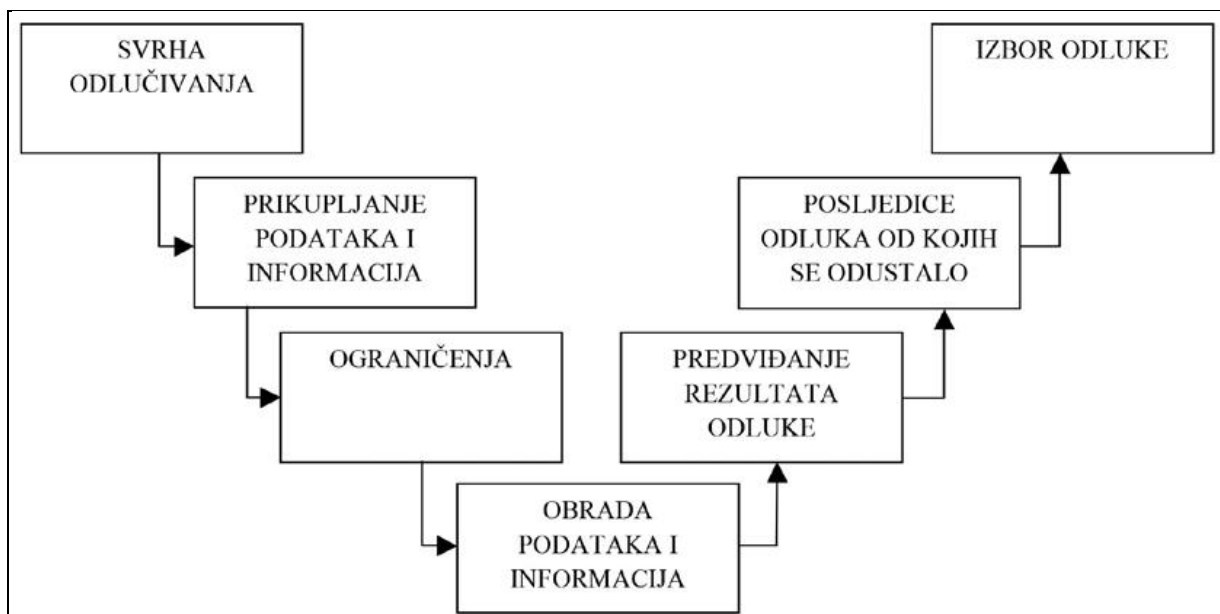 SVRHA
ODLUČIVANJA
PRIKUPLJANJE
PODATAKA I
INFORMACIJA
OGRANIČENJA
OBRADA
PODATAKA I
INFORMACIJA
PREDVIĐANJE
REZULTATA
ODLUKE
POSLJEDICE
ODLUKA OD KOJIH
SE ODUSTALO
IZBOR ODLUKE